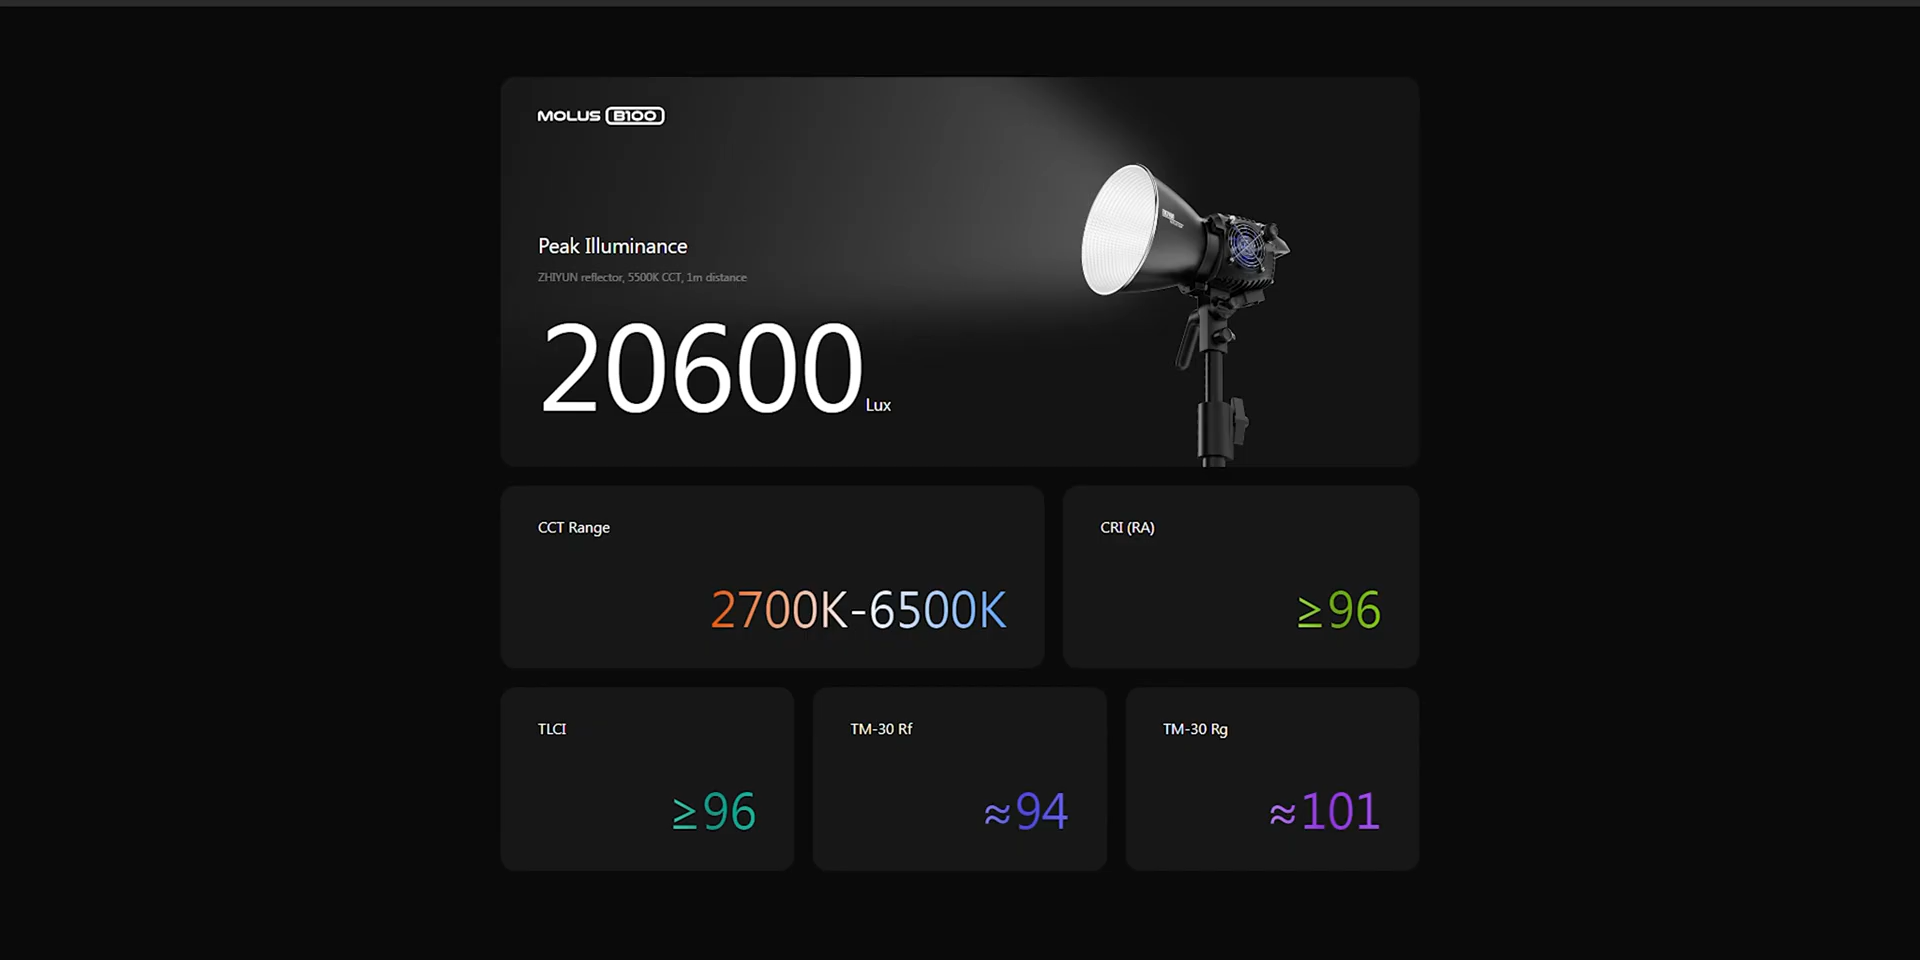 MOLUS B100
Peak Illuminance
ZHIYUN reflector, 5500K CCT, 1m distance
20600 Lux
CCT Range
2700K-6500K
CRI (RA)
≥96
TLCI
≥96
TM-30 Rf
≈94
TM-30 Rg
≈101